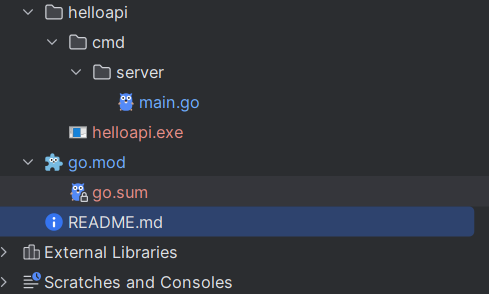 helloapi
cmd
server
main.go
helloapi.exe
go.mod
go.sum
README.md
External Libraries
Scratches and Consoles